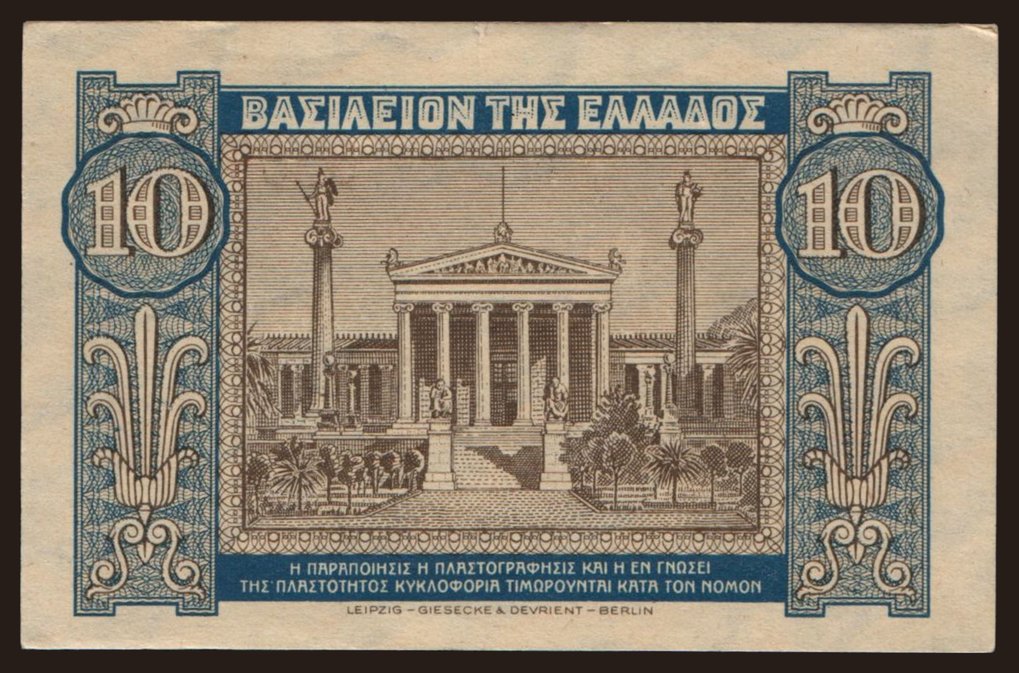 ΒΑΣΙΛΕΙΟΝ ΤΗΣ ΕΛΛΑΔΟΣ
10 10
Η ΠΑΡΑΠΟΙΗΣΙΣ Η ΠΛΑΣΤΟΓΡΑΦΗΣΙΣ ΚΑΙ Η ΕΝ ΓΝΩΣΕΙ
ΤΗΣ ΠΛΑΣΤΟΤΗΤΟΣ ΚΥΚΛΟΦΟΡΙΑ ΤΙΜΩΡΟΥΝΤΑΙ ΚΑΤΑ ΤΟΝ ΝΟΜΟΝ
LEIPZIG – GIESECKE & DEVRIENT – BERLIN